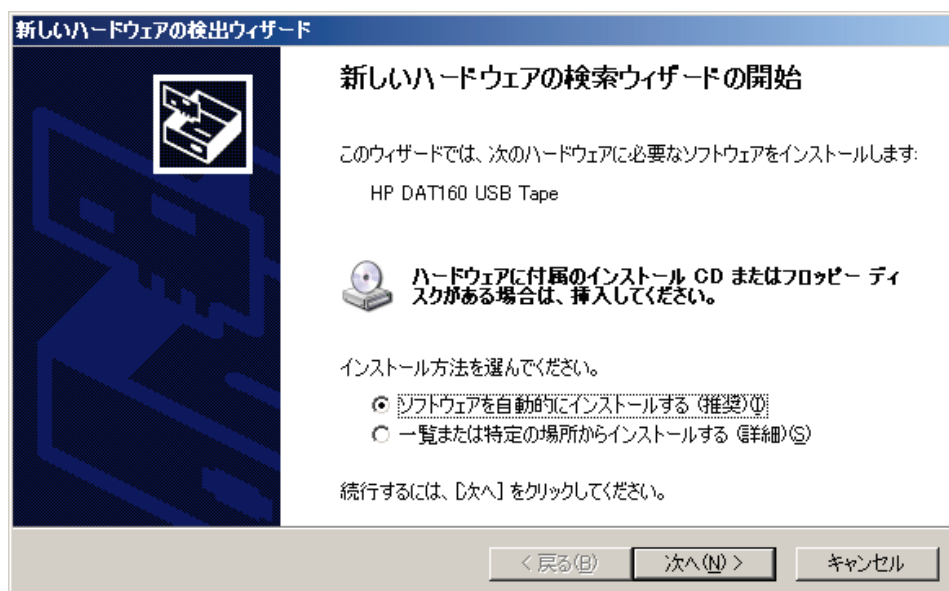 新しいハードウェアの検出ウィザード
新しいハードウェアの検索ウィザードの開始
このウィザードでは、次のハードウェアに必要なソフトウェアをインストールします:
HP DAT160 USB Tape
ハードウェアに付属のインストール CD またはフロッピー ディ
スクがある場合は、挿入してください。
インストール方法を選んでください。
ソフトウェアを自動的にインストールする (推奨)(I)
一覧または特定の場所からインストールする (詳細)(S)
続行するには、[次へ] をクリックしてください。
< 戻る(B)
次へ(N) >
キャンセル